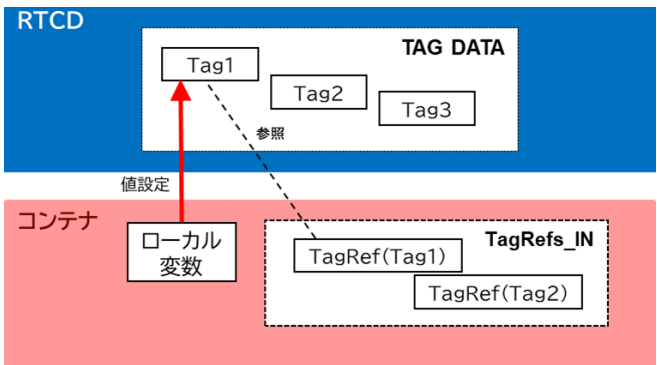 RTCD
TAG DATA
Tag1
Tag2
Tag3
参照
値設定
コンテナ
ローカル
変数
TagRefs_IN
TagRef(Tag1)
TagRef(Tag2)